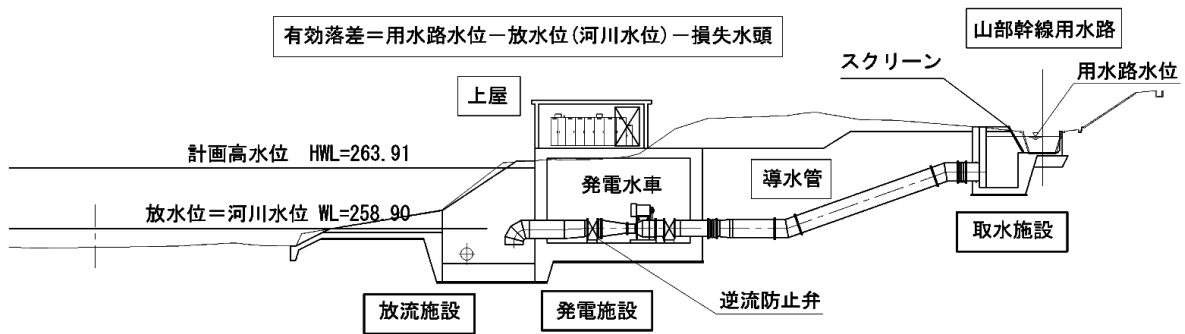 有効落差＝用水路水位－放水位(河川水位)－損失水頭
山部幹線用水路
スクリーン
用水路水位
上屋
計画高水位 HWL=263.91
発電水車
導水管
放水位＝河川水位 WL=258.90
取水施設
逆流防止弁
放流施設
発電施設